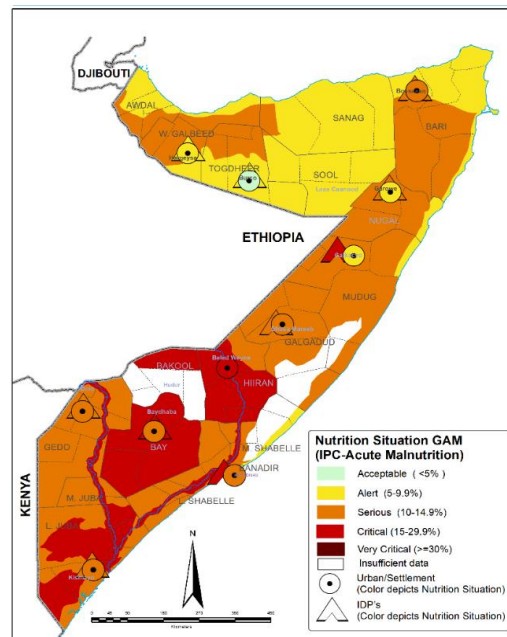 DJIBOUTI
AWDAL
W. GALBEED
TOGDHEER
SANAG
SOOL
BARI
NUGAL
ETHIOPIA
MUDUG
GALGADUD
BAKOOL
HIIRAN
Baydhaba
BAY
GEDO
M. SHABELLE
BANADIR
L. SHABELLE
M. JUBA
L. JUBA
KENYA
N
Nutrition Situation GAM
(IPC-Acute Malnutrition)
Acceptable (<5%)
Alert (5-9.9%)
Serious (10-14.9%)
Critical (15-29.9%)
Very Critical (>=30%)
Insufficient data
Urban/Settlement
(Color depicts Nutrition Situation)
IDP's
(Color depicts Nutrition Situation)